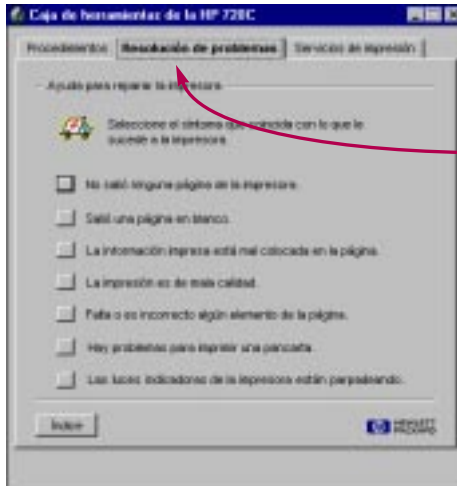 Caja de herramientas de la HP 720C
Procedimientos
Resolución de problemas
Servicios de impresión
Ayuda para reparar la impresora
Seleccione el síntoma que coincida con lo que le
sucede a la impresora.
No salió ninguna página de la impresora.
Salió una página en blanco.
La información impresa está mal colocada en la página.
La impresión es de mala calidad.
Falta o es incorrecto algún elemento de la página.
Hay problemas para imprimir una pancarta.
Las luces indicadoras de la impresora están parpadeando.
Índice
HEWLETT
PACKARD